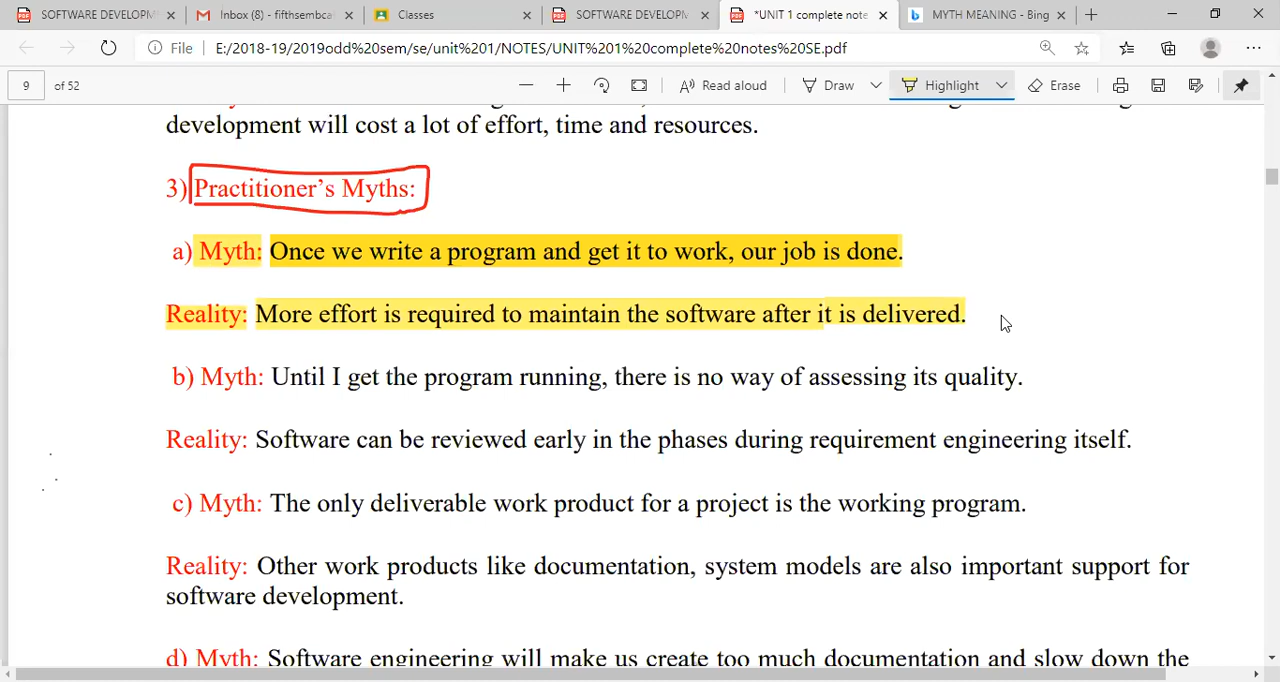 SOFTWARE DEVELOPM
Inbox (8) - fifthsembca
Classes
SOFTWARE DEVELOPM
*UNIT 1 complete note
MYTH MEANING - Bing
File
E:/2018-19/2019odd%20sem/se/unit%201/NOTES/UNIT%201%20complete%20notes%20SE.pdf
9 of 52
Read aloud
Draw
Highlight
Erase
development will cost a lot of effort, time and resources.
3) Practitioner’s Myths:
a) Myth: Once we write a program and get it to work, our job is done.
Reality: More effort is required to maintain the software after it is delivered.
b) Myth: Until I get the program running, there is no way of assessing its quality.
Reality: Software can be reviewed early in the phases during requirement engineering itself.
c) Myth: The only deliverable work product for a project is the working program.
Reality: Other work products like documentation, system models are also important support for
software development.
d) Myth: Software engineering will make us create too much documentation and slow down the